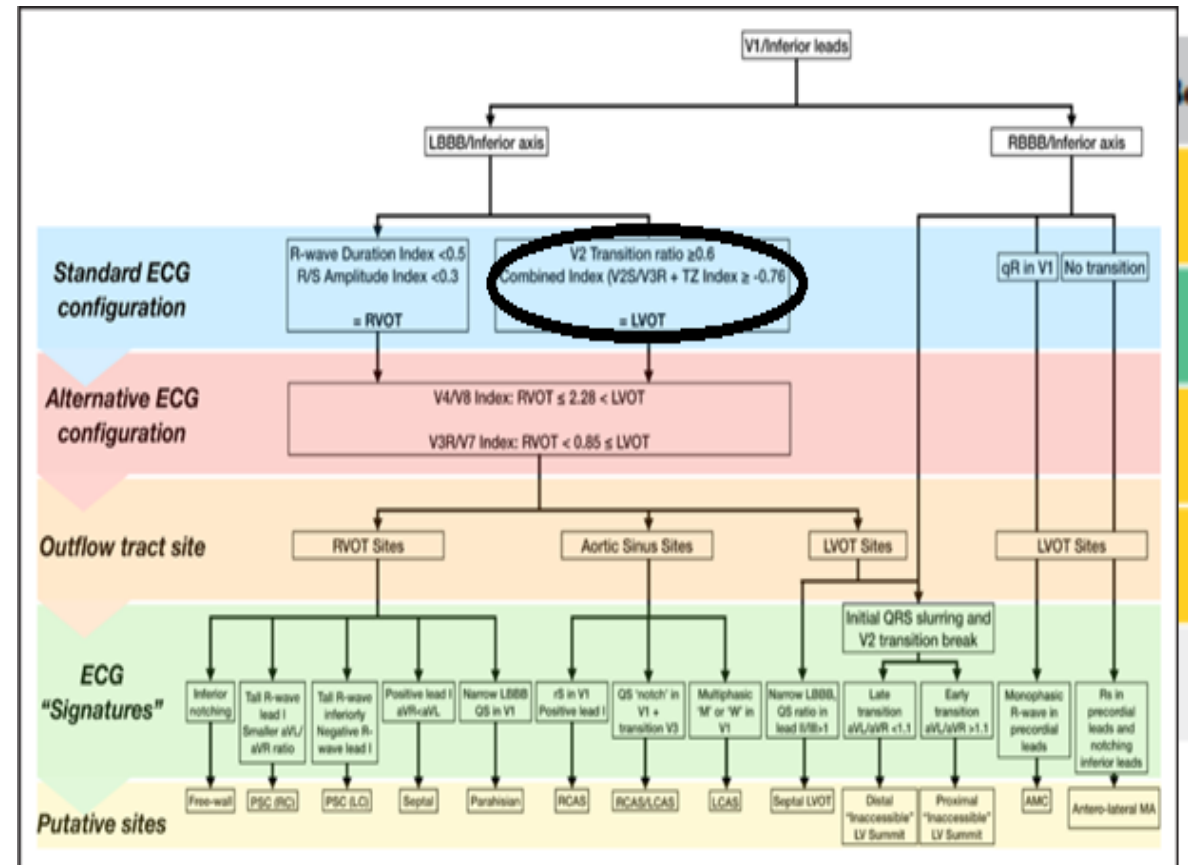 V1/Inferior leads
LBBB/Inferior axis
RBBB/Inferior axis
Standard ECG
configuration
R-wave Duration Index <0.5
R/S Amplitude Index <0.3
= RVOT
V2 Transition ratio ≥0.6
Combined Index (V2S/V3R + TZ Index ≥ -0.76
= LVOT
qR in V1
No transition
Alternative ECG
configuration
V4/V8 Index: RVOT ≤ 2.28 < LVOT
V3R/V7 Index: RVOT < 0.85 ≤ LVOT
Outflow tract site
RVOT Sites
Aortic Sinus Sites
LVOT Sites
LVOT Sites
Initial QRS slurring and
V2 transition break
ECG
“Signatures”
Inferior
notching
Tall R-wave
lead I
Smaller aVL/
aVR ratio
Tall R-wave
inferiorly
Negative R-
wave lead I
Positive lead I
aVR<aVL
Narrow LBBB
QS in V1
rS in V1
Positive lead I
QS 'notch' in
V1 +
transition V3
Multiphasic
'M' or 'W' in
V1
Narrow LBBB,
QS ratio in
lead II/III>1
Late
transition
aVL/aVR <1.1
Early
transition
aVL/aVR >1.1
Monophasic
R-wave in
precordial
leads
Rs in
precordial
leads and
notching
inferior leads
Putative sites
Free-wall
PSC (RC)
PSC (LC)
Septal
Parahisian
RCAS
RCAS/LCAS
LCAS
Septal LVOT
Distal
"Inaccessible"
LV Summit
Proximal
"Inaccessible"
LV Summit
AMC
Antero-lateral MA